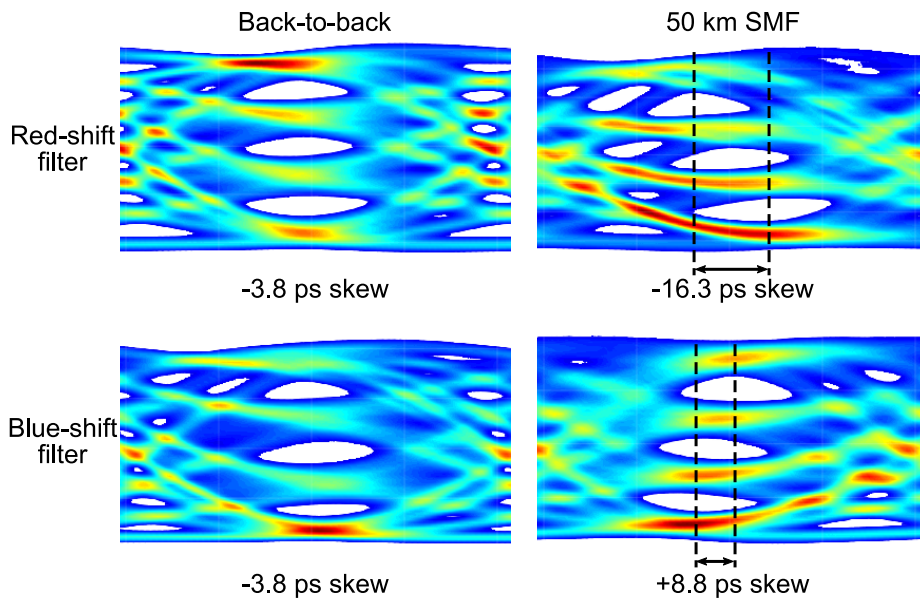 Back-to-back
50 km SMF
Red-shift
filter
-3.8 ps skew
-16.3 ps skew
Blue-shift
filter
-3.8 ps skew
+8.8 ps skew